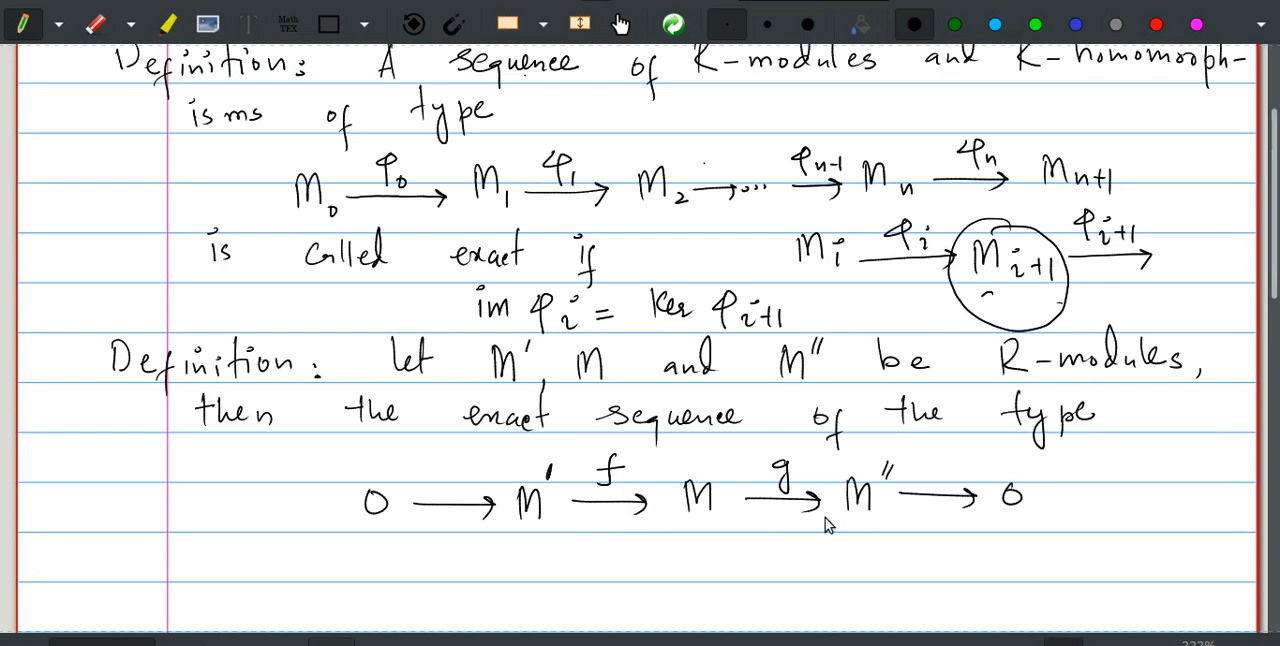 Math
TEX
Definition: A sequence of R-modules and R-homomorph-
isms of type
M₀ —φ₀→ M₁ —φ₁→ M₂ →... —φₙ₋₁→ Mₙ —φₙ→ Mₙ₊₁
is called exact if Mᵢ —φᵢ→ Mᵢ₊₁ —φᵢ₊₁→
im φᵢ = Ker φᵢ₊₁
Definition: let M', M and M'' be R-modules,
then the exact sequence of the type
0 → M' —f→ M —g→ M'' → 0